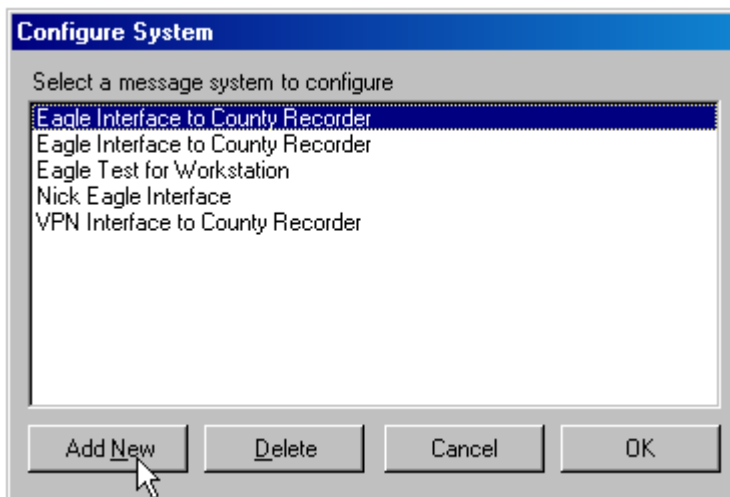 Configure System
Select a message system to configure
Eagle Interface to County Recorder
Eagle Interface to County Recorder
Eagle Test for Workstation
Nick Eagle Interface
VPN Interface to County Recorder
Add New Delete Cancel OK